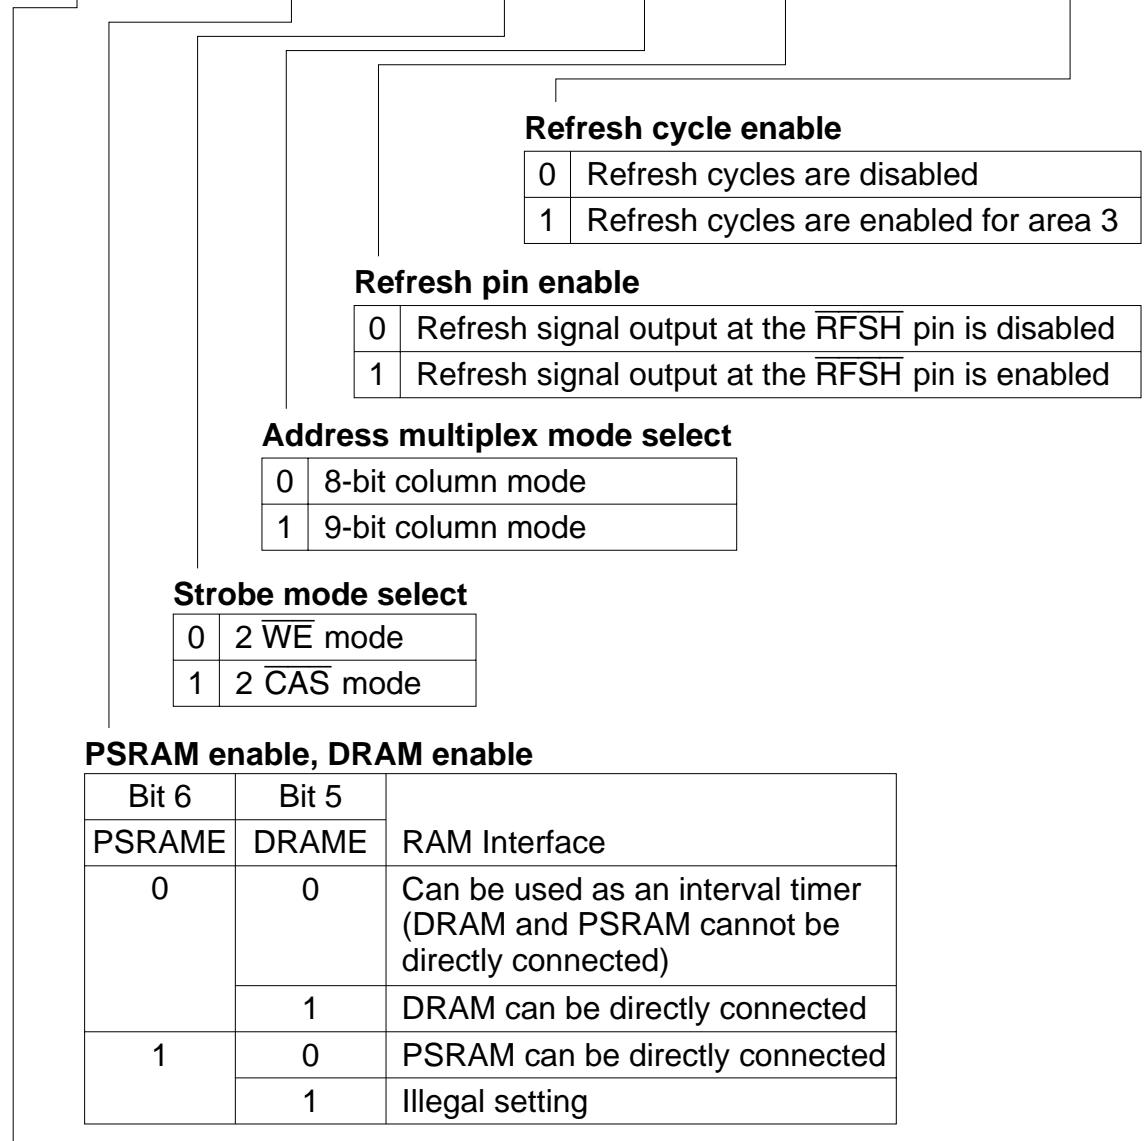 Refresh cycle enable
0 Refresh cycles are disabled
1 Refresh cycles are enabled for area 3
Refresh pin enable
0 Refresh signal output at the R̅F̅S̅H̅ pin is disabled
1 Refresh signal output at the R̅F̅S̅H̅ pin is enabled
Address multiplex mode select
0 8-bit column mode
1 9-bit column mode
Strobe mode select
0 2 W̅E̅ mode
1 2 C̅A̅S̅ mode
PSRAM enable, DRAM enable
Bit 6 Bit 5
PSRAME DRAME RAM Interface
0 0 Can be used as an interval timer
(DRAM and PSRAM cannot be
directly connected)
1 DRAM can be directly connected
1 0 PSRAM can be directly connected
1 Illegal setting